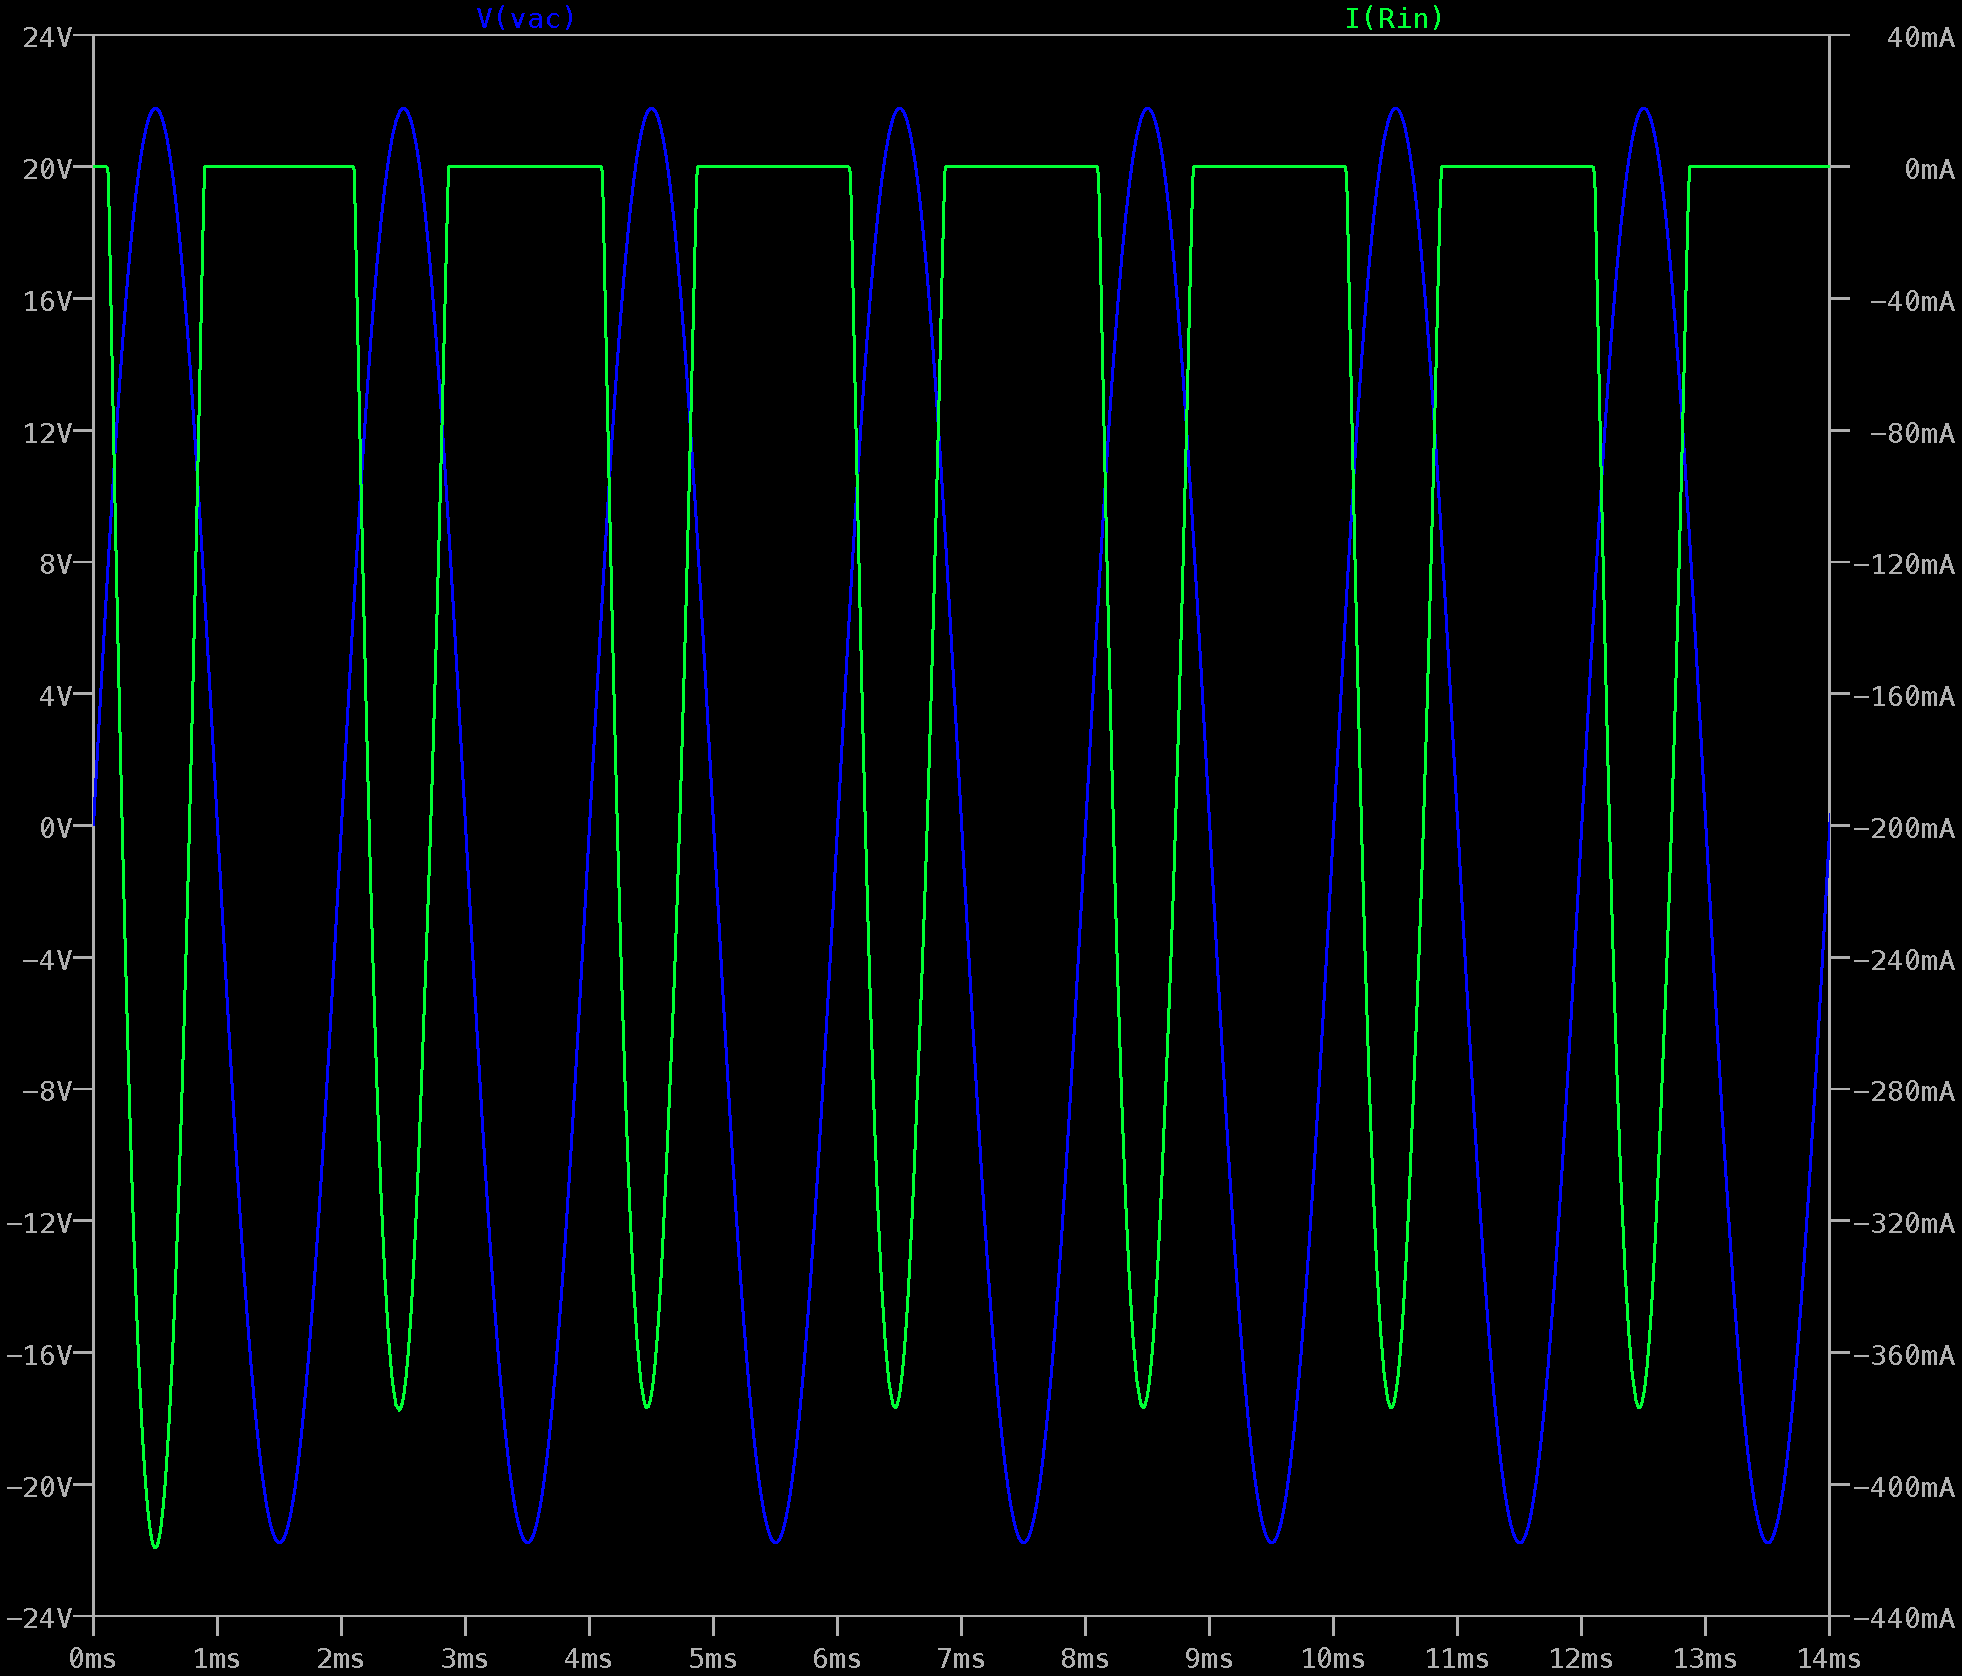 V(vac) I(Rin)
24V 40mA
20V 0mA
16V −40mA
12V −80mA
8V −120mA
4V −160mA
0V −200mA
−4V −240mA
−8V −280mA
−12V −320mA
−16V −360mA
−20V −400mA
−24V −440mA
0ms 1ms 2ms 3ms 4ms 5ms 6ms 7ms 8ms 9ms 10ms 11ms 12ms 13ms 14ms